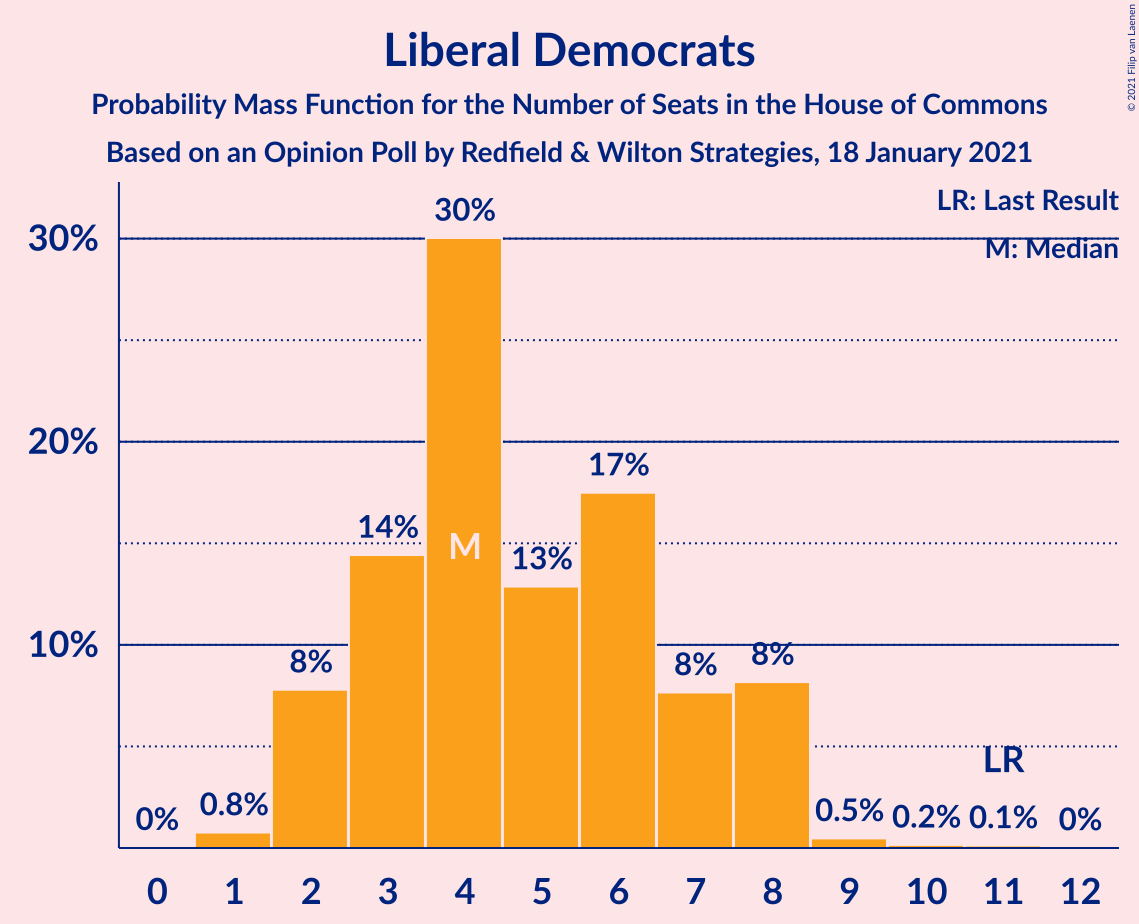 © 2021 Filip van Laenen
Liberal Democrats
Probability Mass Function for the Number of Seats in the House of Commons
Based on an Opinion Poll by Redfield & Wilton Strategies, 18 January 2021
LR: Last Result
M: Median
30%
20%
10%
0%
0.8%
8%
14%
30%
M
13%
17%
8%
8%
0.5%
0.2%
LR
0.1%
0%
0 1 2 3 4 5 6 7 8 9 10 11 12